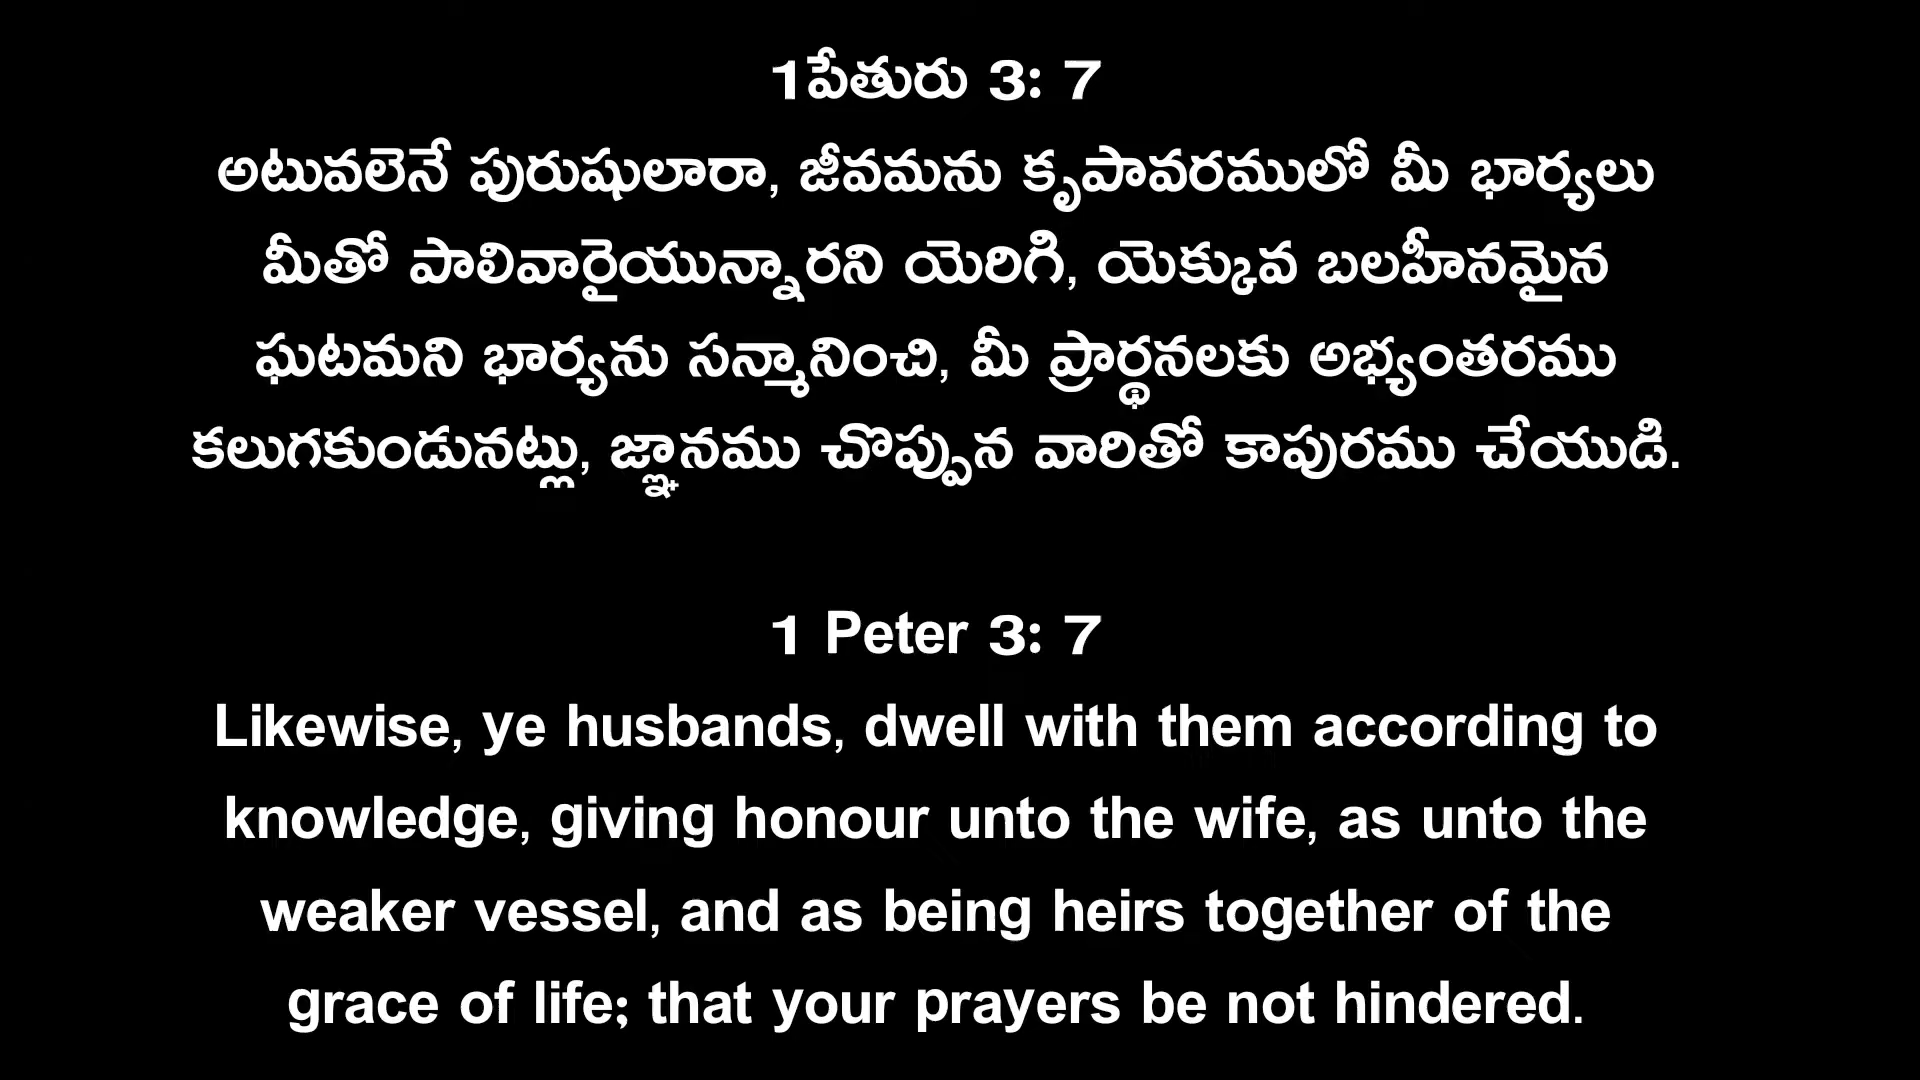 1పేతురు 3: 7
అటువలెనే పురుషులారా, జీవమను కృపావరములో మీ భార్యలు
మీతో పాలివారైయున్నారని యెరిగి, యెక్కువ బలహీనమైన
ఘటమని భార్యను సన్మానించి, మీ ప్రార్థనలకు అభ్యంతరము
కలుగకుండునట్లు, జ్ఞానము చొప్పున వారితో కాపురము చేయుడి.
1 Peter 3: 7
Likewise, ye husbands, dwell with them according to
knowledge, giving honour unto the wife, as unto the
weaker vessel, and as being heirs together of the
grace of life; that your prayers be not hindered.